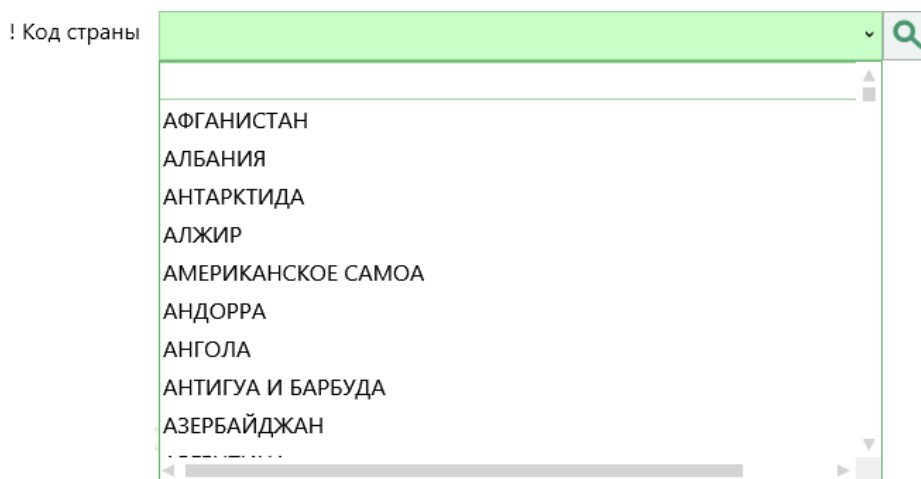 ! Код страны
АФГАНИСТАН
АЛБАНИЯ
АНТАРКТИДА
АЛЖИР
АМЕРИКАНСКОЕ САМОА
АНДОРРА
АНГОЛА
АНТИГУА И БАРБУДА
АЗЕРБАЙДЖАН